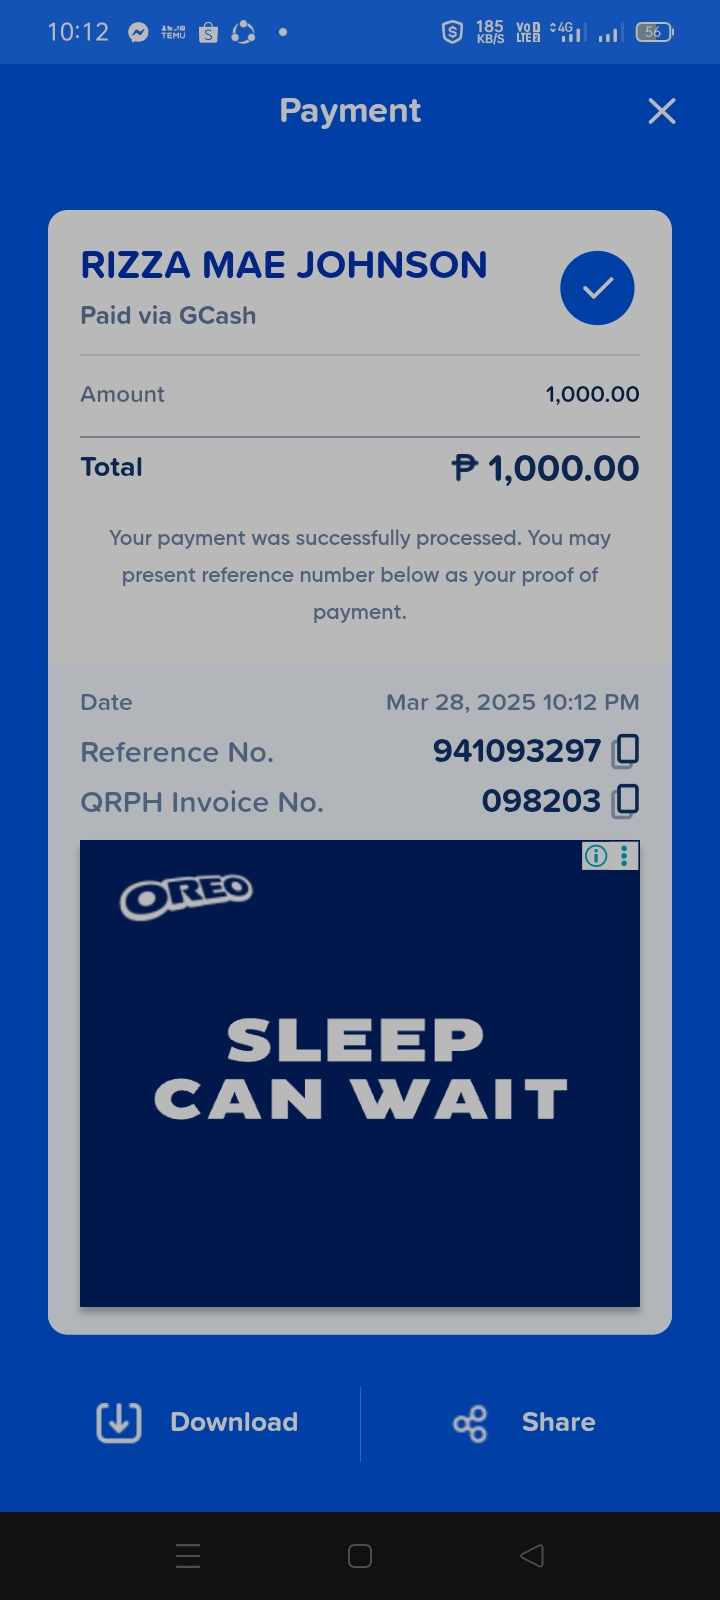 10:12 TEMU S 185 KB/S VoD LTE2 4G 56
Payment
RIZZA MAE JOHNSON
Paid via GCash
Amount 1,000.00
Total ₱ 1,000.00
Your payment was successfully processed. You may
present reference number below as your proof of
payment.
Date Mar 28, 2025 10:12 PM
Reference No. 941093297
QRPH Invoice No. 098203
OREO
SLEEP
CAN WAIT
Download Share